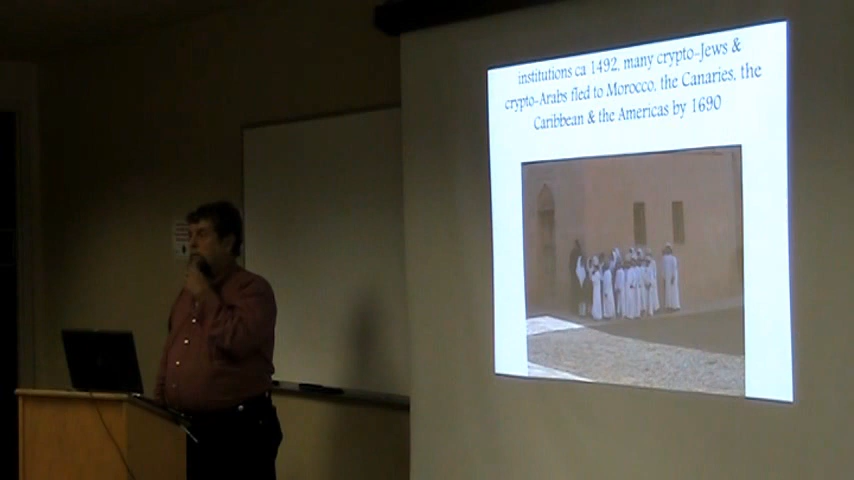 institutions ca 1492, many crypto-Jews &
crypto-Arabs fled to Morocco, the Canaries, the
Caribbean & the Americas by 1690